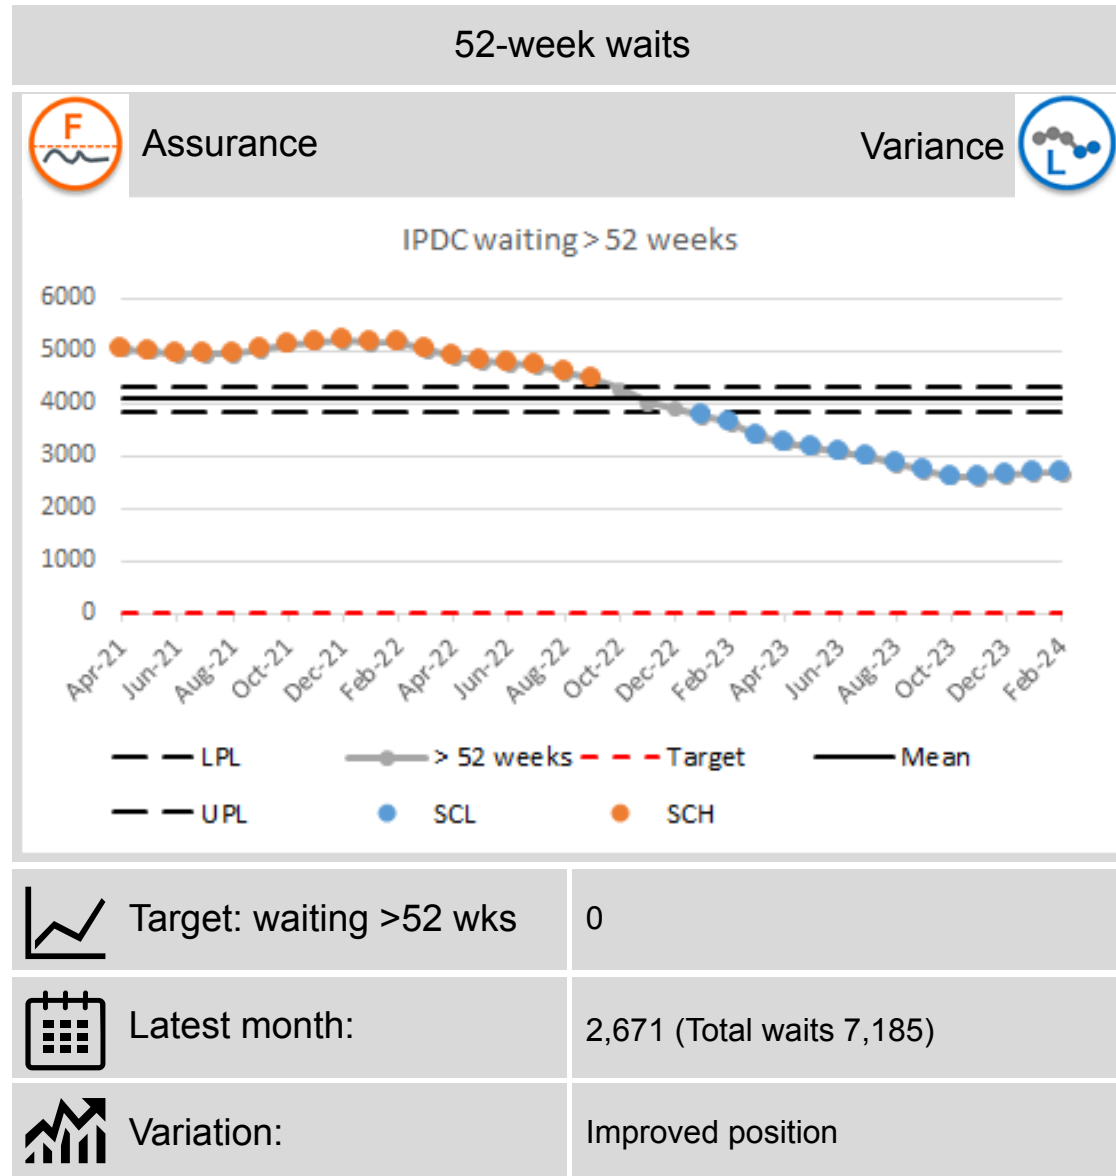 52-week waits
F
Assurance
Variance
L
IPDC waiting > 52 weeks
6000
5000
4000
3000
2000
1000
0
Apr-21 Jun-21 Aug-21 Oct-21 Dec-21 Feb-22 Apr-22 Jun-22 Aug-22 Oct-22 Dec-22 Feb-23 Apr-23 Jun-23 Aug-23 Oct-23 Dec-23 Feb-24
LPL > 52 weeks Target Mean
UPL SCL SCH
Target: waiting >52 wks 0
Latest month: 2,671 (Total waits 7,185)
Variation: Improved position